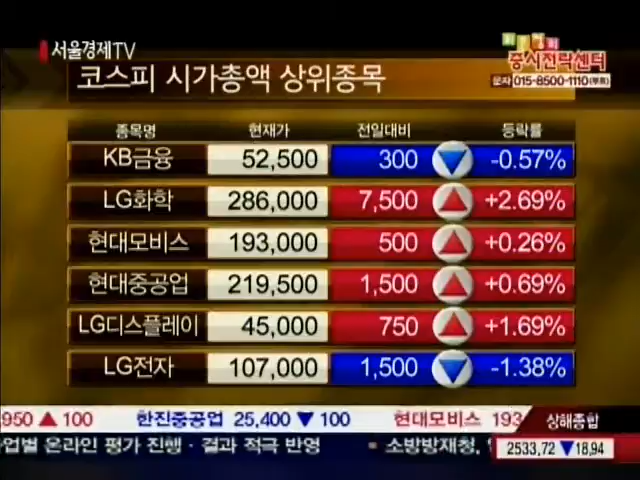 서울경제TV
증시전략센터
문자 015-8500-1110(무료)
코스피 시가총액 상위종목
종목명 현재가 전일대비 등락률
KB금융 52,500 300 ▼ -0.57%
LG화학 286,000 7,500 ▲ +2.69%
현대모비스 193,000 500 ▲ +0.26%
현대중공업 219,500 1,500 ▲ +0.69%
LG디스플레이 45,000 750 ▲ +1.69%
LG전자 107,000 1,500 ▼ -1.38%
950 ▲ 100 한진중공업 25,400 ▼ 100 현대모비스 193 상해종합
업별 온라인 평가 진행 · 결과 적극 반영 ▪ 소방방재청, 2533,72 ▼18,94